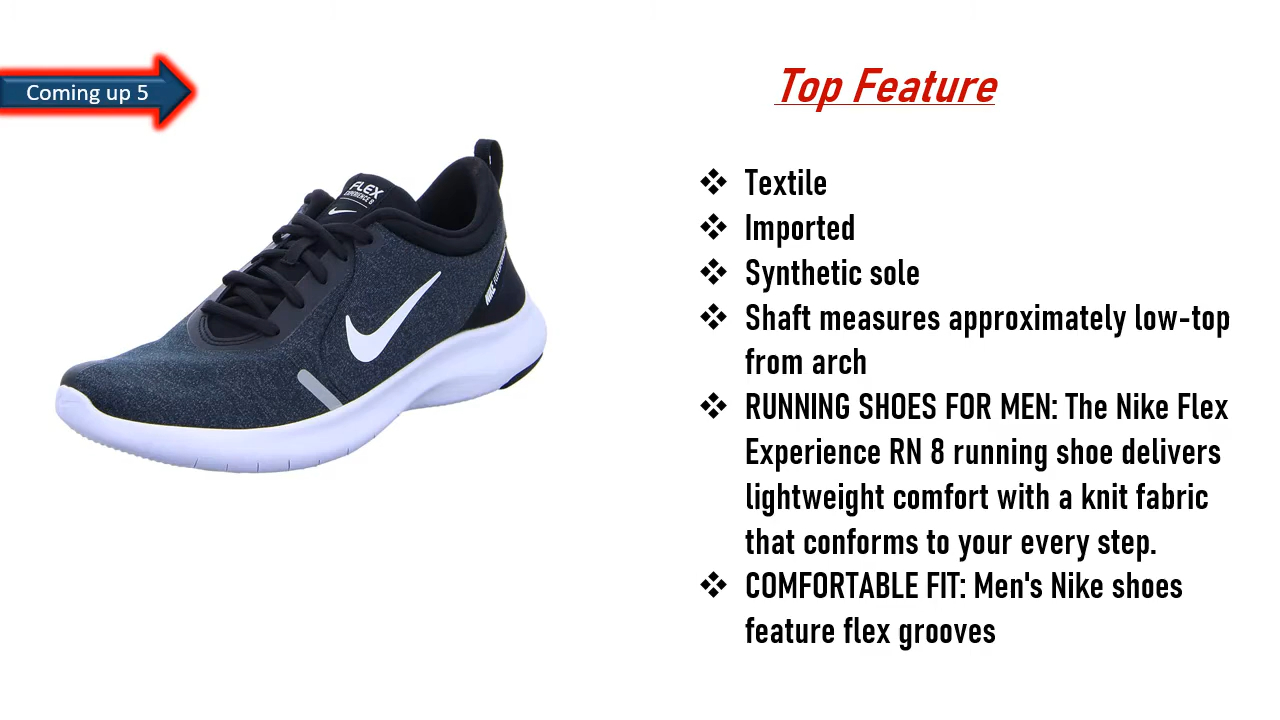 Coming up 5
Top Feature
Textile
Imported
Synthetic sole
Shaft measures approximately low-top
from arch
RUNNING SHOES FOR MEN: The Nike Flex
Experience RN 8 running shoe delivers
lightweight comfort with a knit fabric
that conforms to your every step.
COMFORTABLE FIT: Men's Nike shoes
feature flex grooves
FLEX
EXPERIENCE 8
NIKE